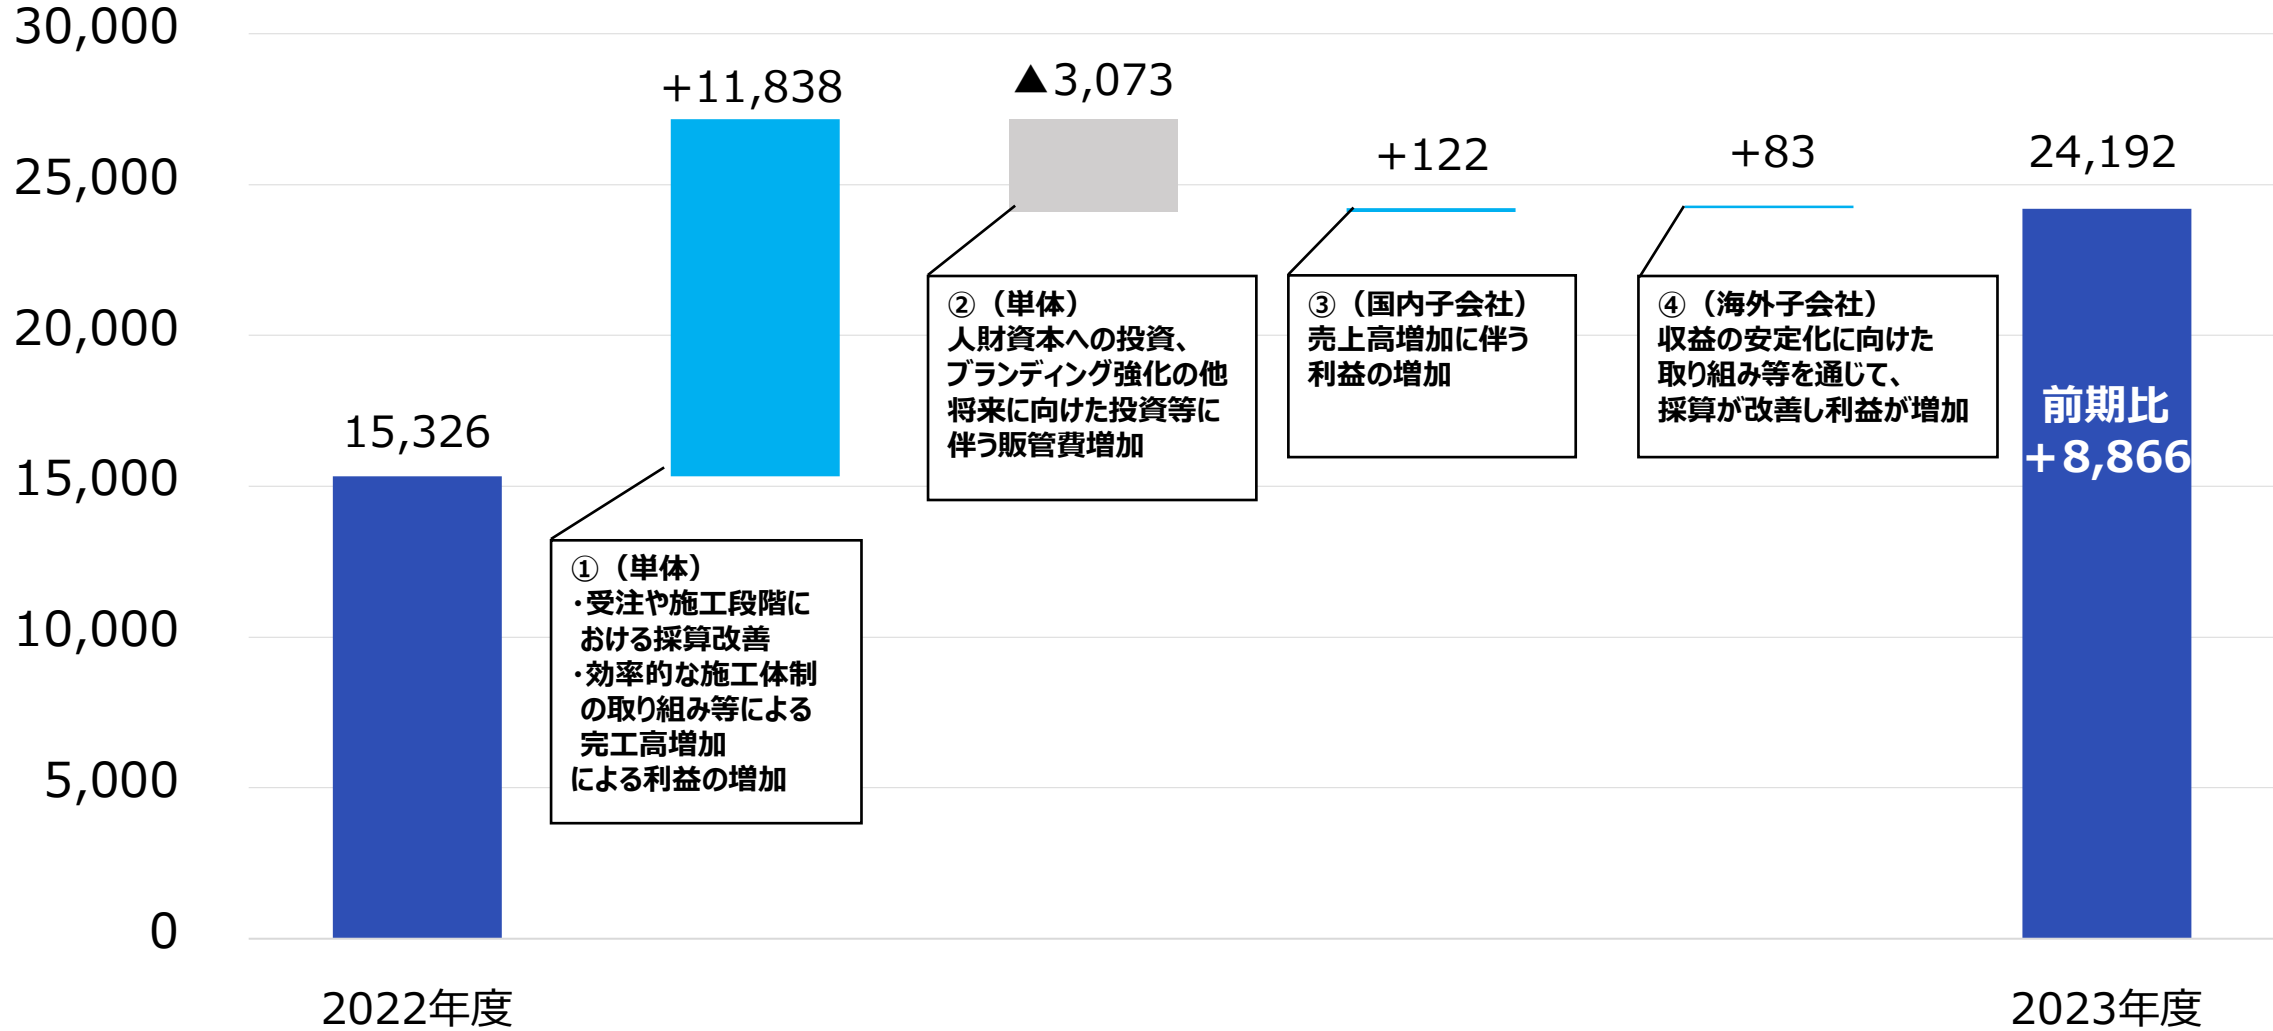 30,000
25,000
20,000
15,000
10,000
5,000
0
15,326
+11,838
▲3,073
+122
+83
24,192
前期比
+8,866
①（単体）
・受注や施工段階に
おける採算改善
・効率的な施工体制
の取り組み等による
完工高増加
による利益の増加
②（単体）
人財資本への投資、
ブランディング強化の他
将来に向けた投資等に
伴う販管費増加
③（国内子会社）
売上高増加に伴う
利益の増加
④（海外子会社）
収益の安定化に向けた
取り組み等を通じて、
採算が改善し利益が増加
2022年度
2023年度